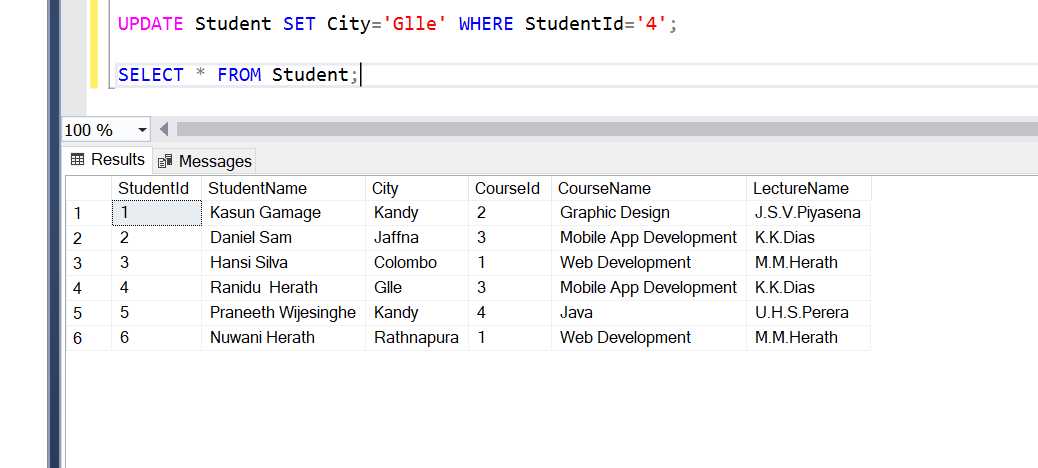 UPDATE Student SET City='Glle' WHERE StudentId='4';
SELECT * FROM Student;
100 %
Results Messages
StudentId StudentName City CourseId CourseName LectureName
1 1 Kasun Gamage Kandy 2 Graphic Design J.S.V.Piyasena
2 2 Daniel Sam Jaffna 3 Mobile App Development K.K.Dias
3 3 Hansi Silva Colombo 1 Web Development M.M.Herath
4 4 Ranidu  Herath Glle 3 Mobile App Development K.K.Dias
5 5 Praneeth Wijesinghe Kandy 4 Java U.H.S.Perera
6 6 Nuwani Herath Rathnapura 1 Web Development M.M.Herath